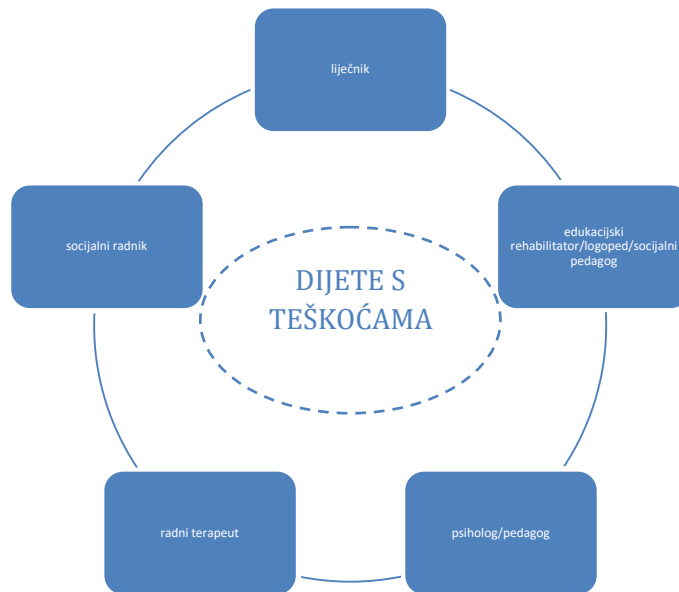 liječnik
socijalni radnik
edukacijski
rehabilitator/logoped/socijalni
pedagog
DIJETE S
TEŠKOĆAMA
radni terapeut
psiholog/pedagog